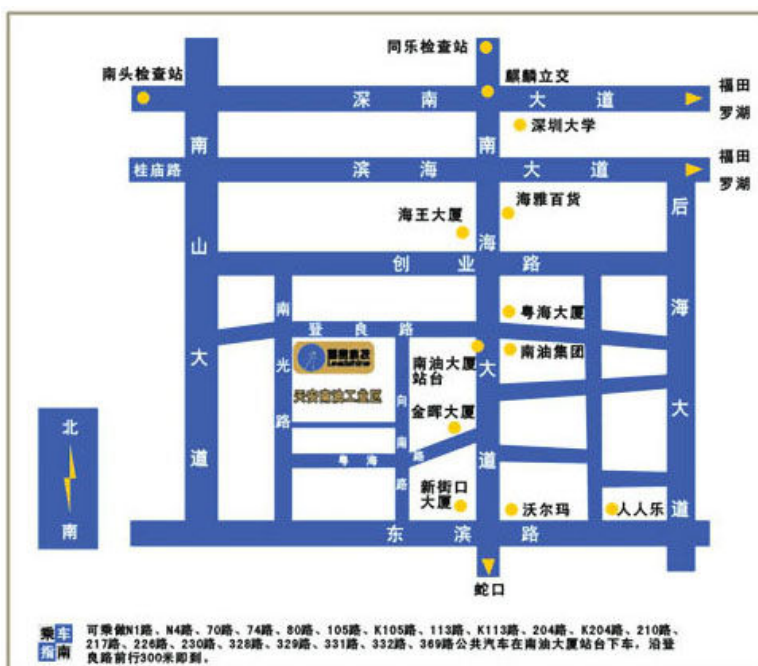 同乐检查站
南头检查站
麒麟立交
福田
深南大道
罗湖
深圳大学
福田
桂庙路
滨海大道
罗湖
海雅百货
海王大厦
创业路
南山大道
南海大道
后海大道
南光路
登良路
粤海大厦
南油集团
南油大厦
站台
天安南油工业区
向南路
金晖大厦
粤海路
新街口
大厦
沃尔玛
人人乐
东滨路
蛇口
北
南
乘车
指南
可乘做N1路、N4路、70路、74路、80路、105路、K105路、113路、K113路、204路、K204路、210路、
217路、226路、230路、328路、329路、331路、332路、369路公共汽车在南油大厦站台下车，沿登
良路前行300米即到。